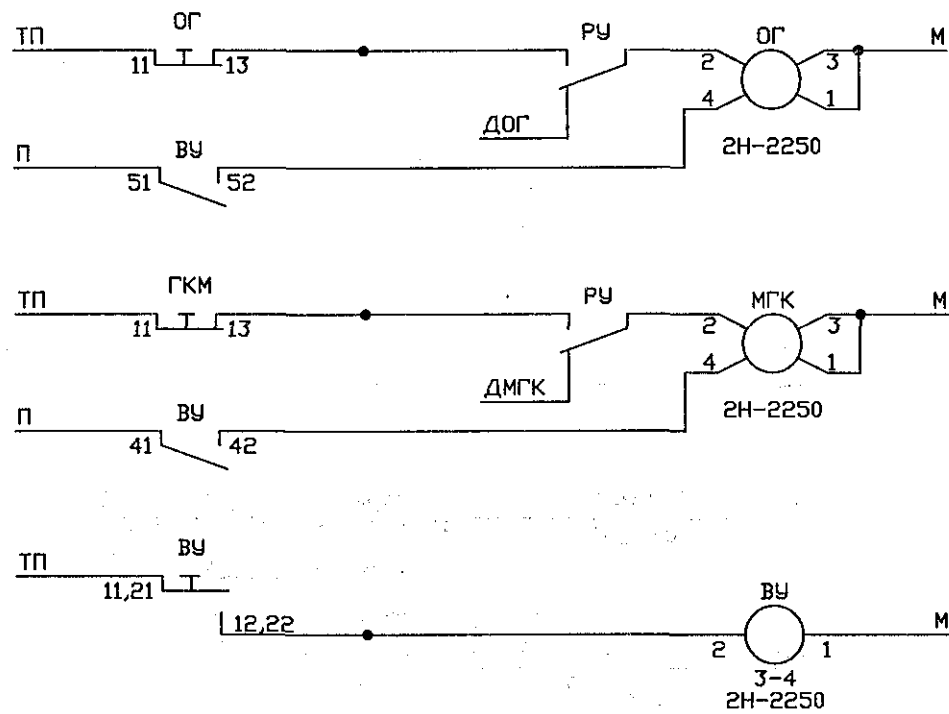 ТП ОГ РУ ОГ М
11 13 2 3
ДОГ 4 1
П ВУ 2Н-2250
51 52
ТП ГКМ РУ МГК М
11 13 2 3
ДМГК 4 1
П ВУ 2Н-2250
41 42
ТП ВУ ВУ М
11,21
12,22 2 1
3-4
2Н-2250